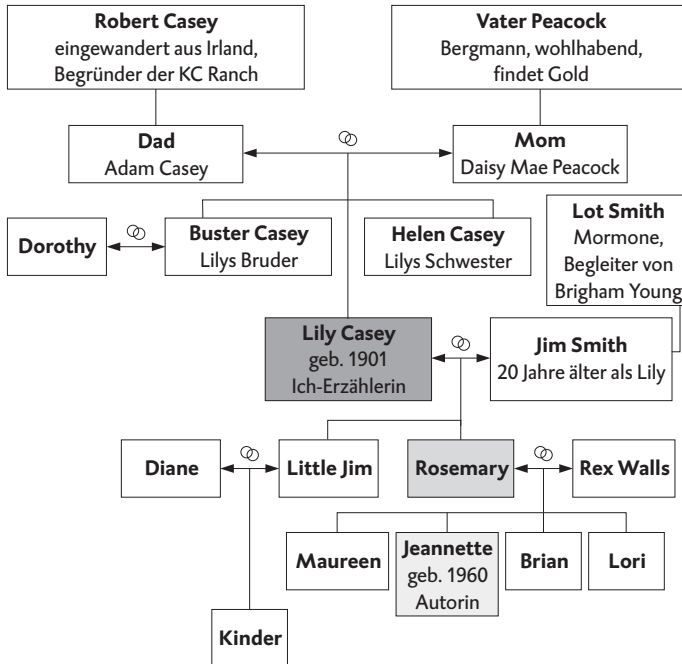 Robert Casey
eingewandert aus Irland,
Begründer der KC Ranch
Vater Peacock
Bergmann, wohlhabend,
findet Gold
Dad
Adam Casey
Mom
Daisy Mae Peacock
Dorothy
Buster Casey
Lilys Bruder
Helen Casey
Lilys Schwester
Lot Smith
Mormone,
Begleiter von
Brigham Young
Lily Casey
geb. 1901
Ich-Erzählerin
Jim Smith
20 Jahre älter als Lily
Diane
Little Jim
Rosemary
Rex Walls
Maureen
Jeannette
geb. 1960
Autorin
Brian
Lori
Kinder